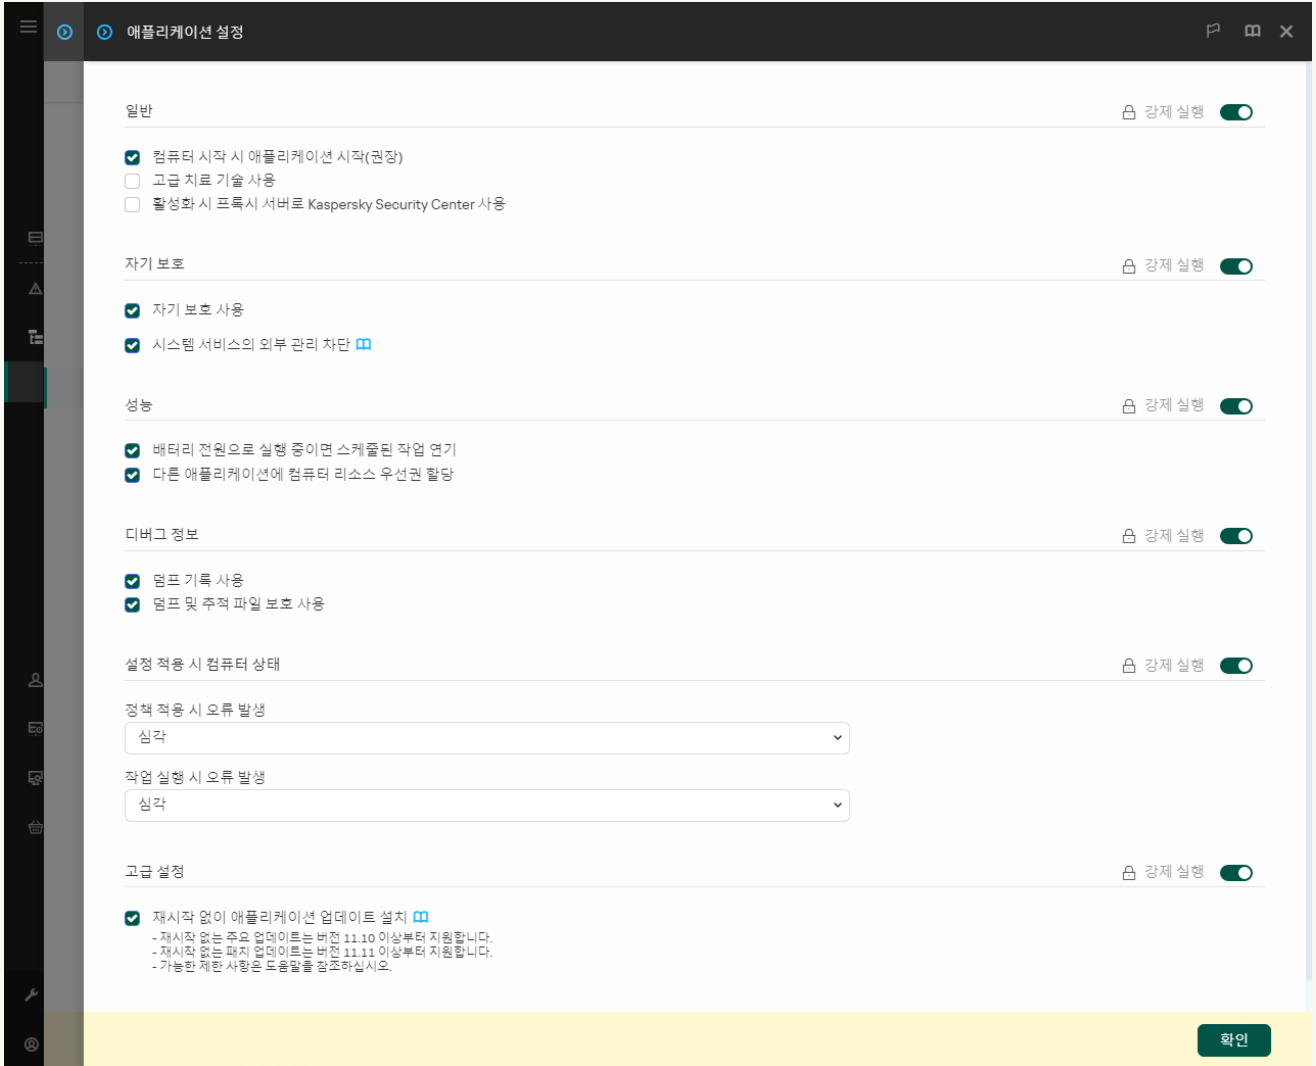 애플리케이션 설정
일반
강제 실행
컴퓨터 시작 시 애플리케이션 시작(권장)
고급 치료 기술 사용
활성화 시 프록시 서버로 Kaspersky Security Center 사용
자기 보호
강제 실행
자기 보호 사용
시스템 서비스의 외부 관리 차단
성능
강제 실행
배터리 전원으로 실행 중이면 스케줄된 작업 연기
다른 애플리케이션에 컴퓨터 리소스 우선권 할당
디버그 정보
강제 실행
덤프 기록 사용
덤프 및 추적 파일 보호 사용
설정 적용 시 컴퓨터 상태
강제 실행
정책 적용 시 오류 발생
심각
작업 실행 시 오류 발생
심각
고급 설정
강제 실행
재시작 없이 애플리케이션 업데이트 설치
- 재시작 없는 주요 업데이트는 버전 11.10 이상부터 지원합니다.
- 재시작 없는 패치 업데이트는 버전 11.11 이상부터 지원합니다.
- 가능한 제한 사항은 도움말을 참조하십시오.
확인